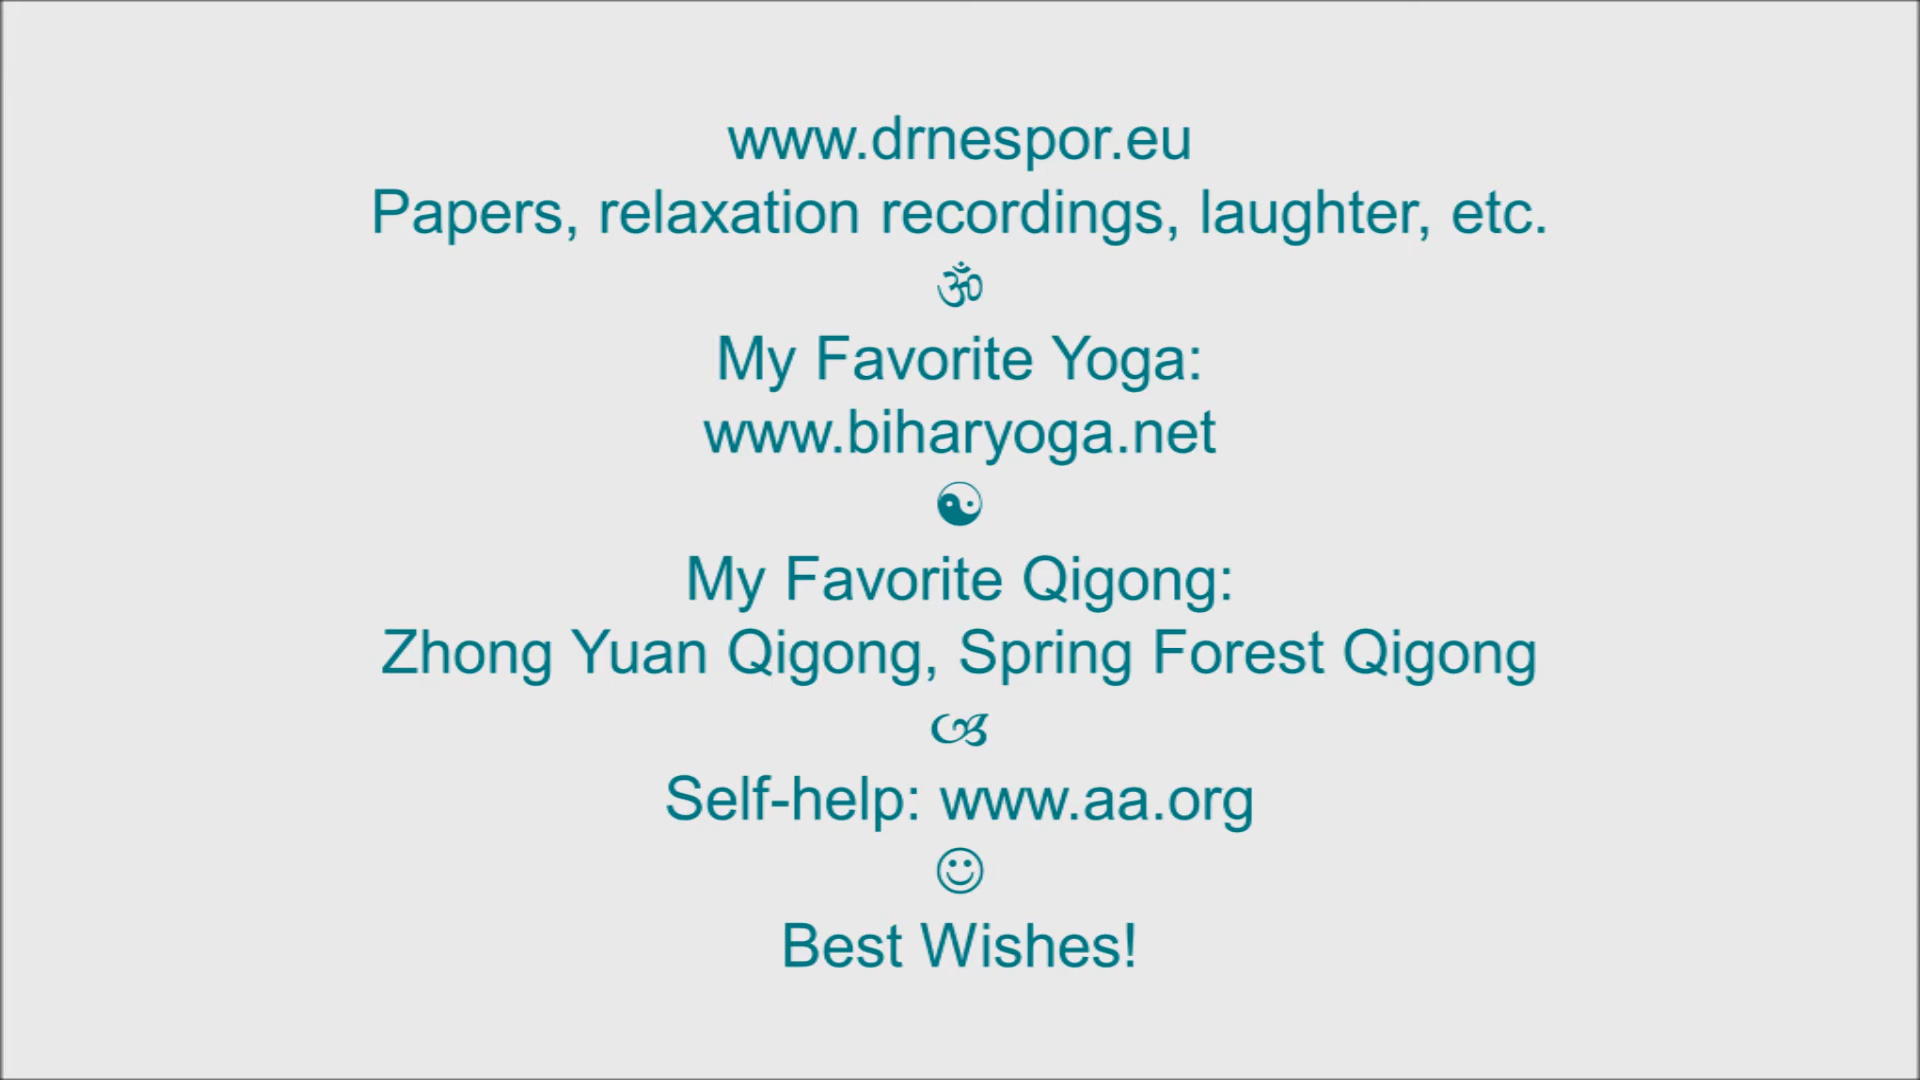 www.drnespor.eu
Papers, relaxation recordings, laughter, etc.
ॐ
My Favorite Yoga:
www.biharyoga.net
☯
My Favorite Qigong:
Zhong Yuan Qigong, Spring Forest Qigong
🙢
Self-help: www.aa.org
☺
Best Wishes!